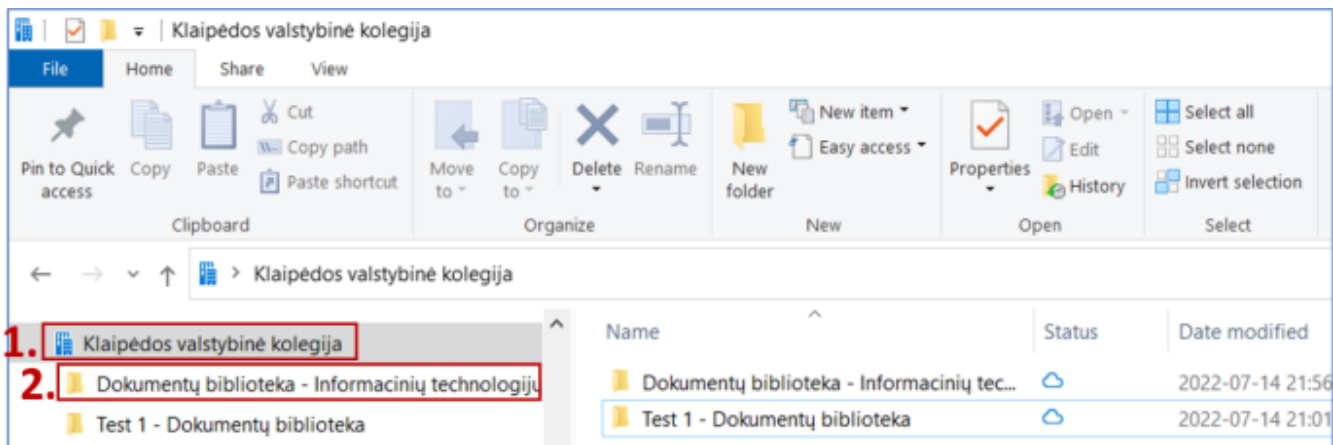 Klaipėdos valstybinė kolegija
File Home Share View
Pin to Quick access
Copy
Paste
Cut
Copy path
Paste shortcut
Move to
Copy to
Delete
Rename
New folder
New item
Easy access
Properties
Open
Edit
History
Select all
Select none
Invert selection
Clipboard Organize New Open Select
Klaipėdos valstybinė kolegija
1. Klaipėdos valstybinė kolegija
2. Dokumentų biblioteka - Informacinių technologijų
Test 1 - Dokumentų biblioteka
Name Status Date modified
Dokumentų biblioteka - Informacinių tec... 2022-07-14 21:56
Test 1 - Dokumentų biblioteka 2022-07-14 21:01